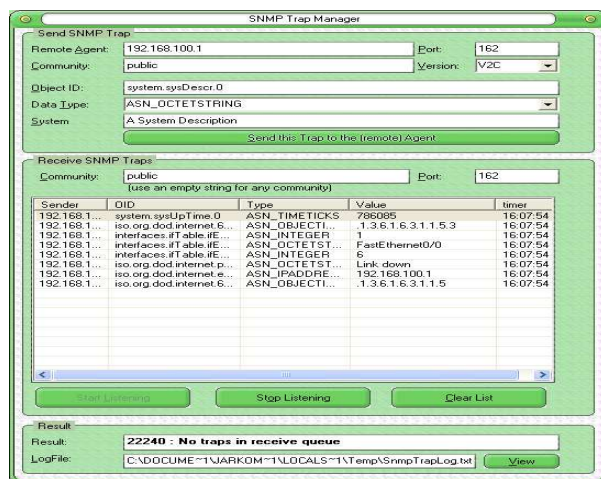 SNMP Trap Manager
Send SNMP Trap
Remote Agent: 192.168.100.1 Port: 162
Community: public Version: V2C
Object ID: system.sysDescr.0
Data Type: ASN_OCTETSTRING
System A System Description
Send this Trap to the (remote) Agent
Receive SNMP Traps
Community: public Port: 162
(use an empty string for any community)
Sender OID Type Value timer
192.168.1... system.sysUpTime.0 ASN_TIMETICKS 786085 16:07:54
192.168.1... iso.org.dod.internet.6... ASN_OBJECTI... .1.3.6.1.6.3.1.1.5.3 16:07:54
192.168.1... interfaces.ifTable.ifE... ASN_INTEGER 1 16:07:54
192.168.1... interfaces.ifTable.ifE... ASN_OCTETST... FastEthernet0/0 16:07:54
192.168.1... interfaces.ifTable.ifE... ASN_INTEGER 6 16:07:54
192.168.1... iso.org.dod.internet.p... ASN_OCTETST... Link down 16:07:54
192.168.1... iso.org.dod.internet.e... ASN_IPADDRE... 192.168.100.1 16:07:54
192.168.1... iso.org.dod.internet.6... ASN_OBJECTI... .1.3.6.1.6.3.1.1.5 16:07:54
Start Listening Stop Listening Clear List
Result
Result: 22240 : No traps in receive queue
LogFile: C:\DOCUME~1\JARKOM~1\LOCALS~1\Temp\SnmpTrapLog.txt View